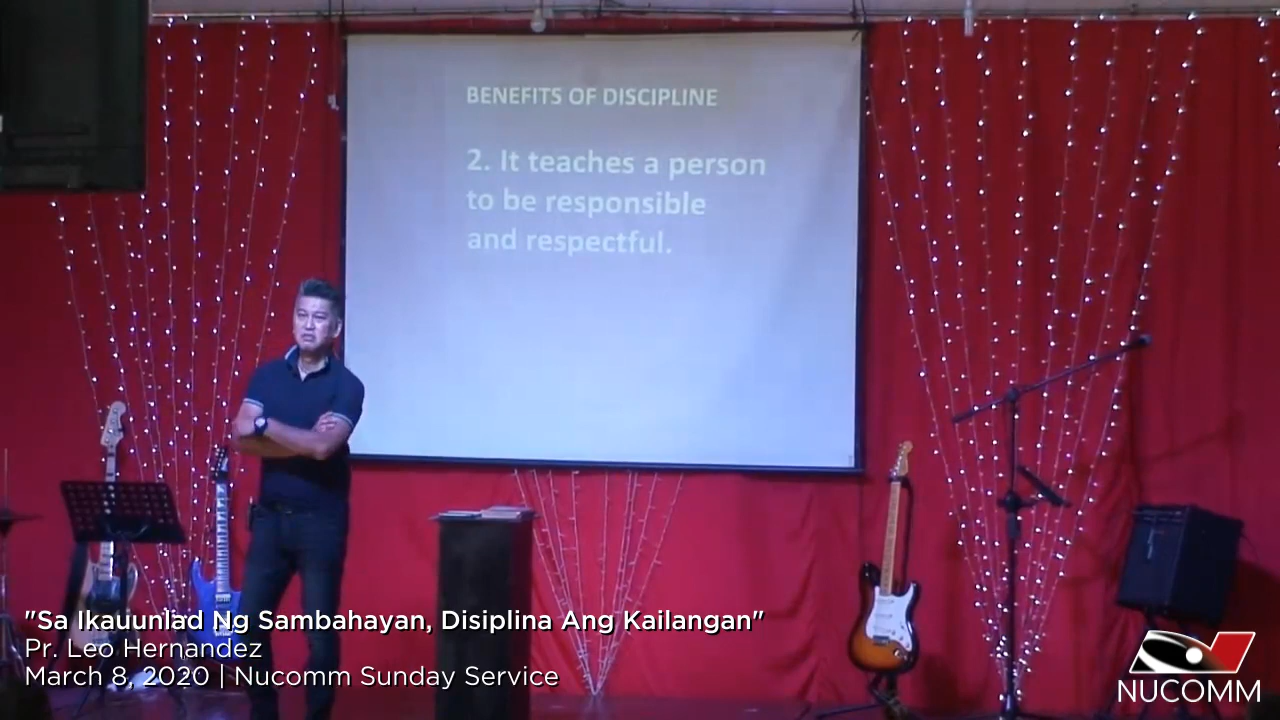 BENEFITS OF DISCIPLINE
2. It teaches a person
to be responsible
and respectful.
"Sa Ikauunlad Ng Sambahayan, Disiplina Ang Kailangan"
Pr. Leo Hernandez
March 8, 2020 | Nucomm Sunday Service
NUCOMM